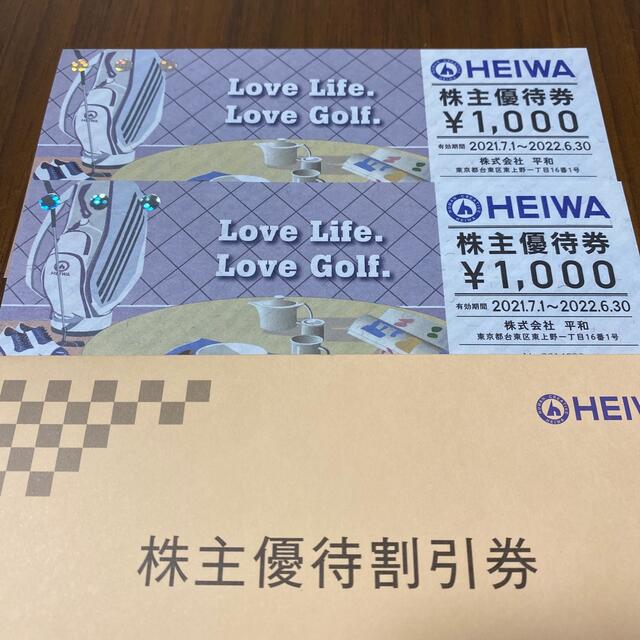 Love Life.
Love Golf.
HEIWA
株主優待券
¥1,000
有効期間 2021.7.1~2022.6.30
株式会社 平和
東京都台東区東上野一丁目16番1号
Love Life.
Love Golf.
HEIWA
株主優待券
¥1,000
有効期間 2021.7.1~2022.6.30
株式会社 平和
東京都台東区東上野一丁目16番1号
HEIWA
株主優待割引券